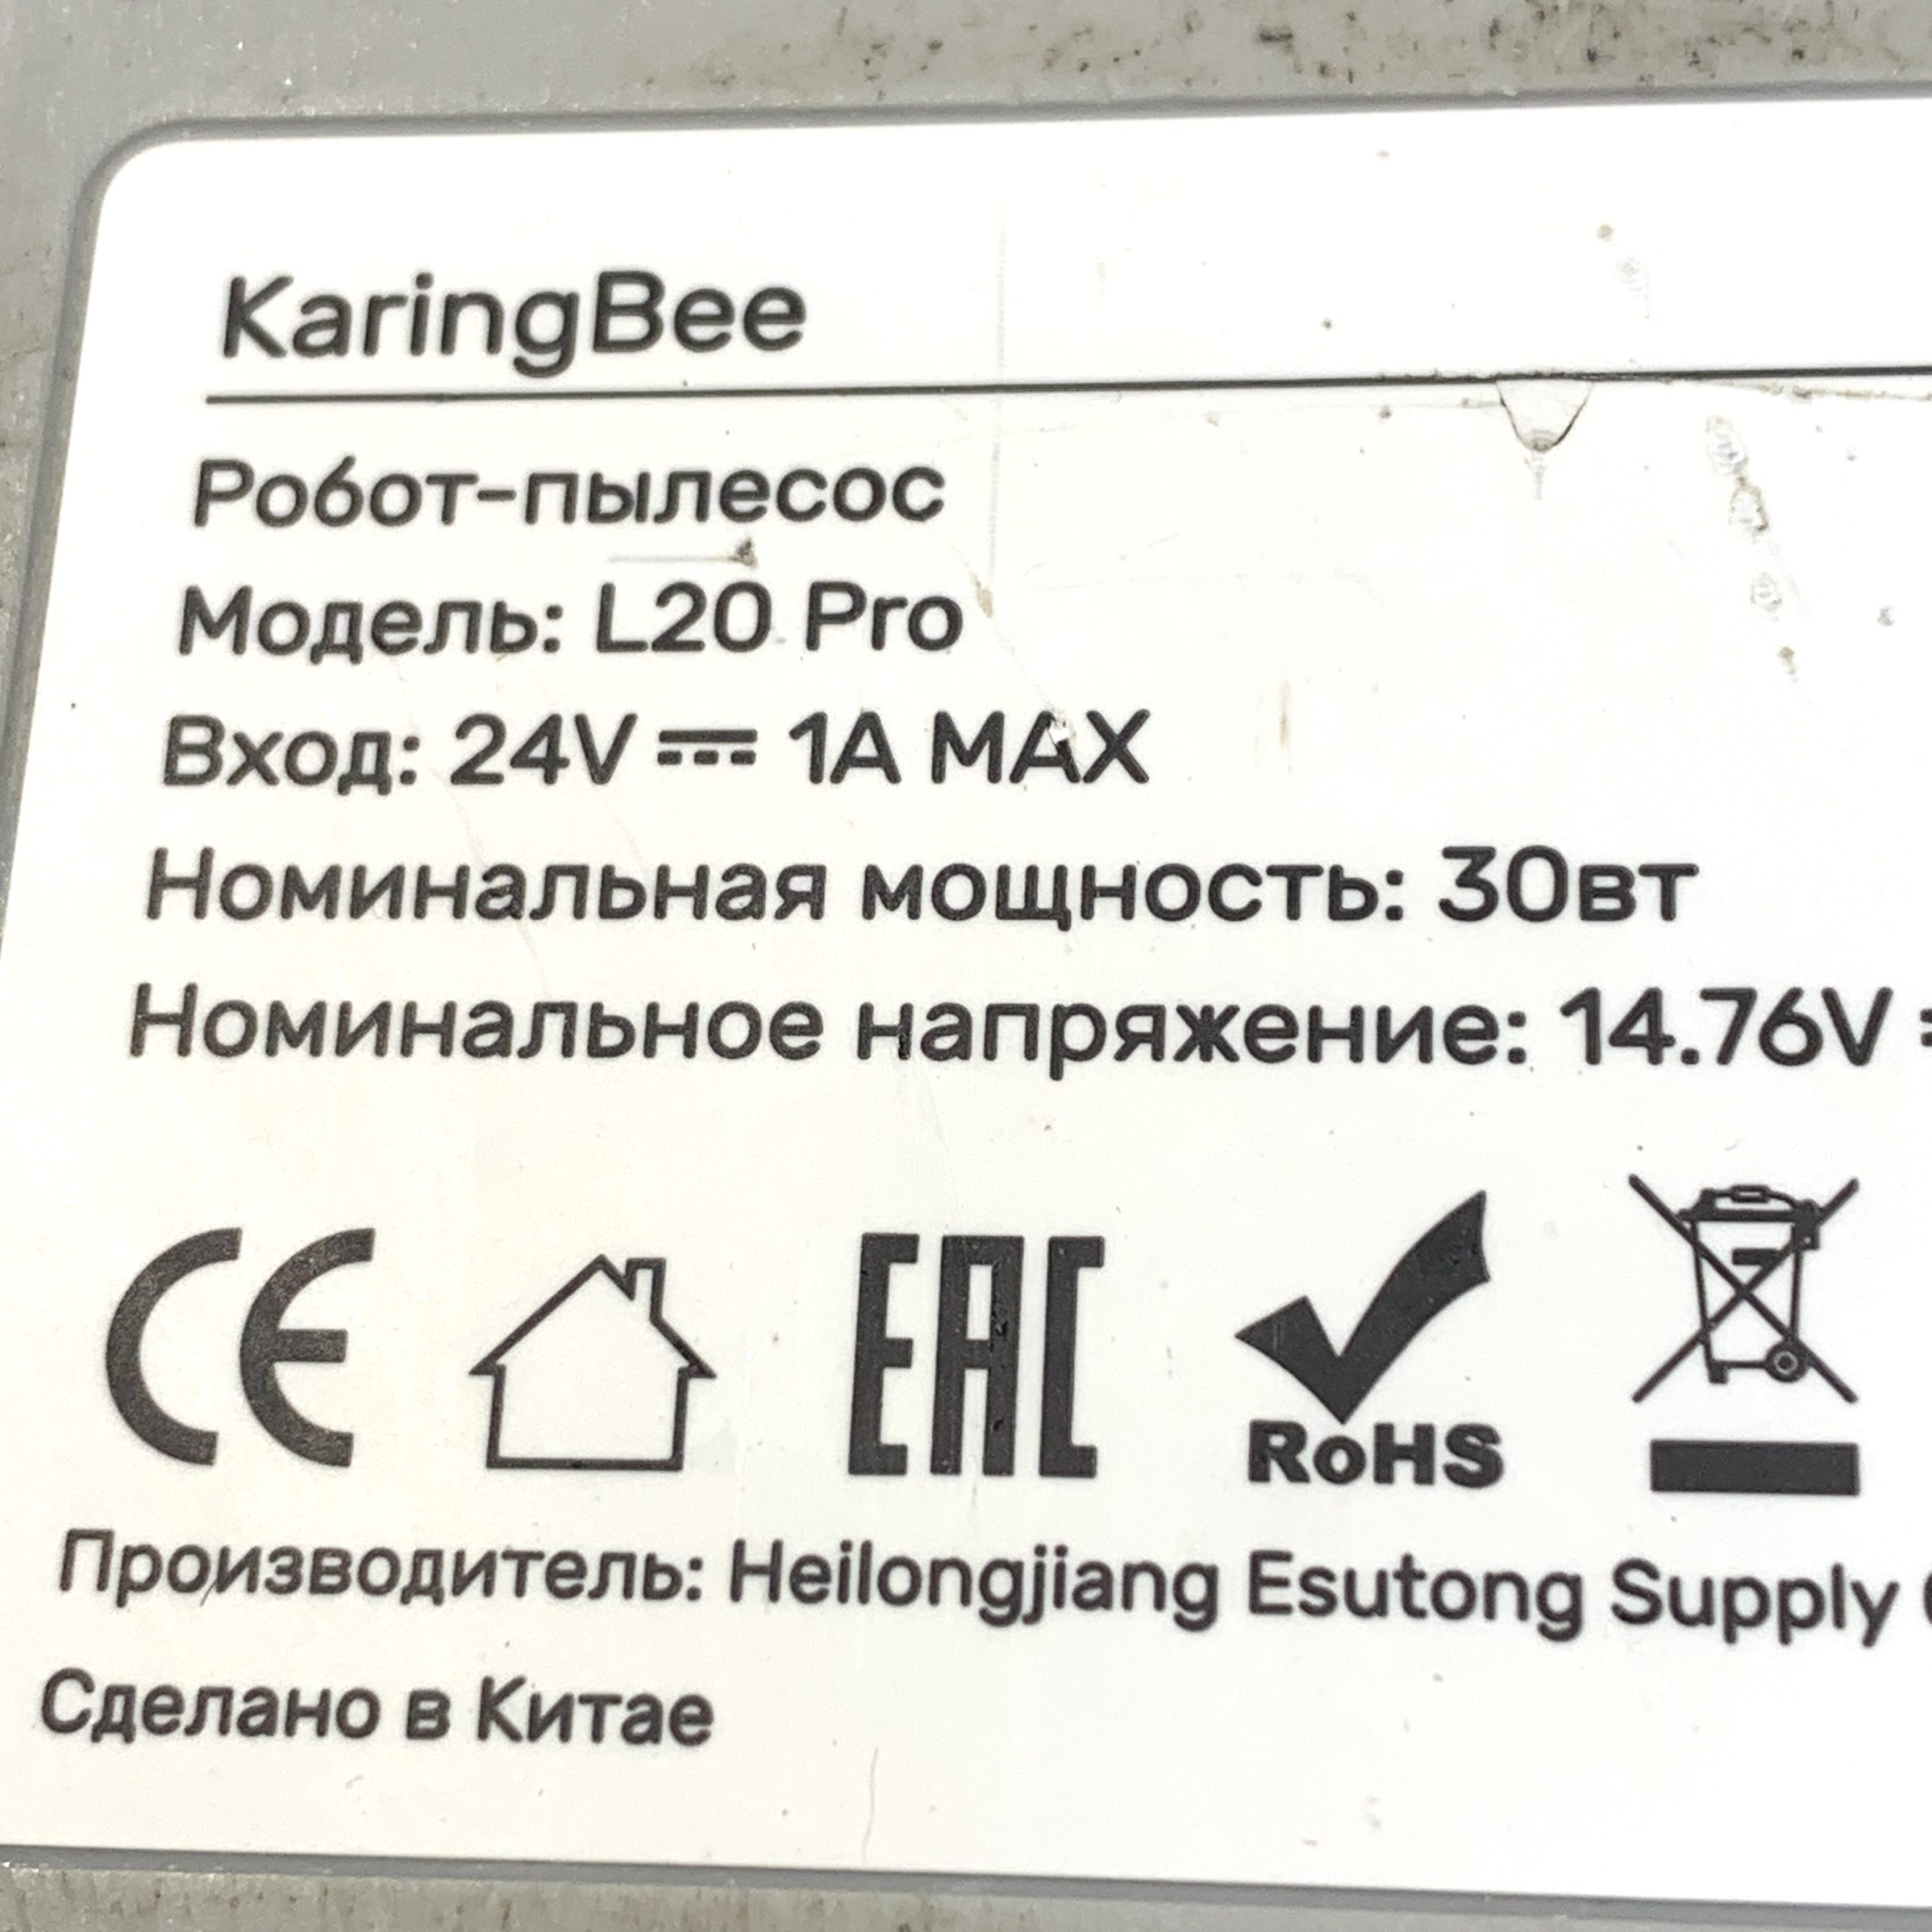 KaringBee
Робот-пылесос
Модель: L20 Pro
Вход: 24V ⎓ 1A MAX
Номинальная мощность: 30вт
Номинальное напряжение: 14.76V
CE EAC RoHS
Производитель: Heilongjiang Esutong Supply
Сделано в Китае